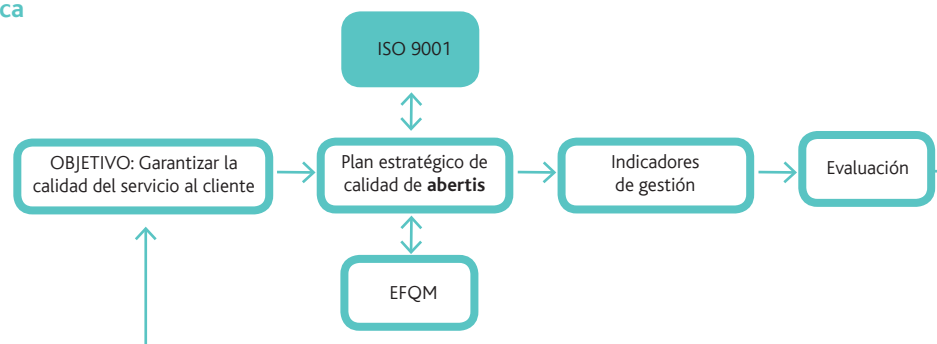 ca
ISO 9001
OBJETIVO: Garantizar la
calidad del servicio al cliente
Plan estratégico de
calidad de abertis
Indicadores
de gestión
Evaluación
EFQM